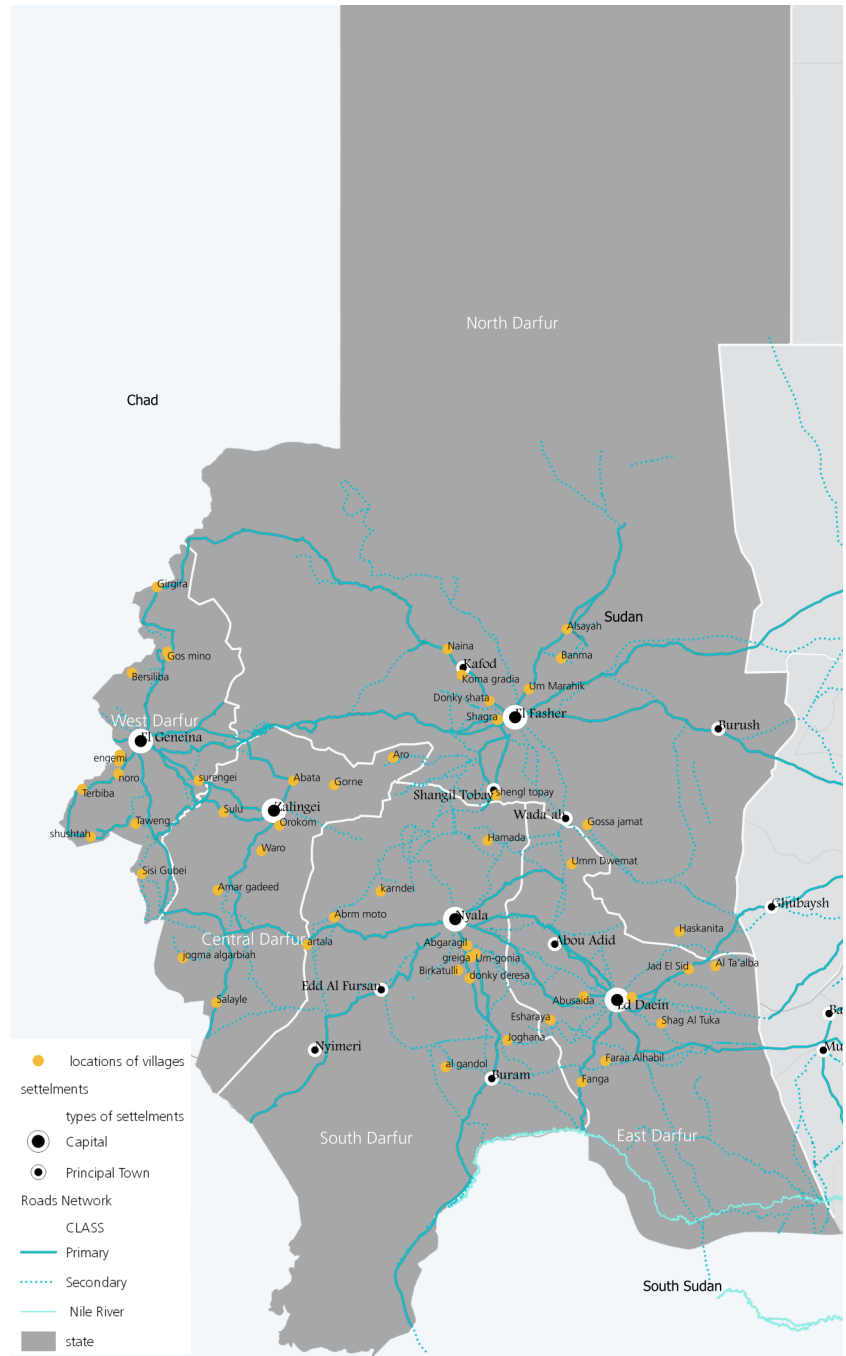 North Darfur
Chad
Girgira
Sudan
Alsayah
Naina
Kafod
Banma
Gos mino
Koma gradia
Bersiliba
Um Marahik
Donky shata
West Darfur
Shagra
El Fasher
Burush
El Geneina
engemi
Aro
noro
surengei
Abata
Gorne
Terbiba
Shangil Tobay
shengl topay
Sulu
Zalingei
Wada'ah
Taweng
Orokom
Gossa jamat
shushtah
Hamada
Waro
Umm Dwemat
Sisi Gubei
Amar gadeed
karndei
Ghubaysh
Abrm moto
Nyala
Haskanita
Central Darfur
artala
Abgaragil
Abou Adid
jogma algarbiah
greiga
Um-gonia
Jad El Sid
Al Ta'alba
Birkatulli
donky deresa
Edd Al Fursan
Salayle
Abusaida
Ed Daein
Ba
Esharaya
Shag Al Tuka
Joghana
Nyimeri
Mu
al gandol
Faraa Alhabil
Buram
Fanga
South Darfur
East Darfur
South Sudan
locations of villages
settelments
types of settelments
Capital
Principal Town
Roads Network
CLASS
Primary
Secondary
Nile River
state